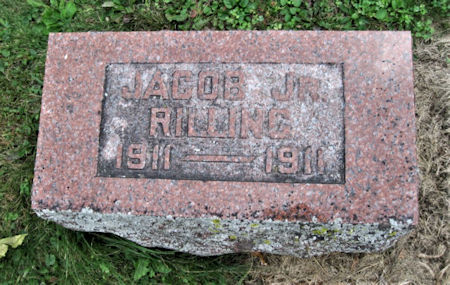 JACOB JR.
RILLING
1911 — 1911